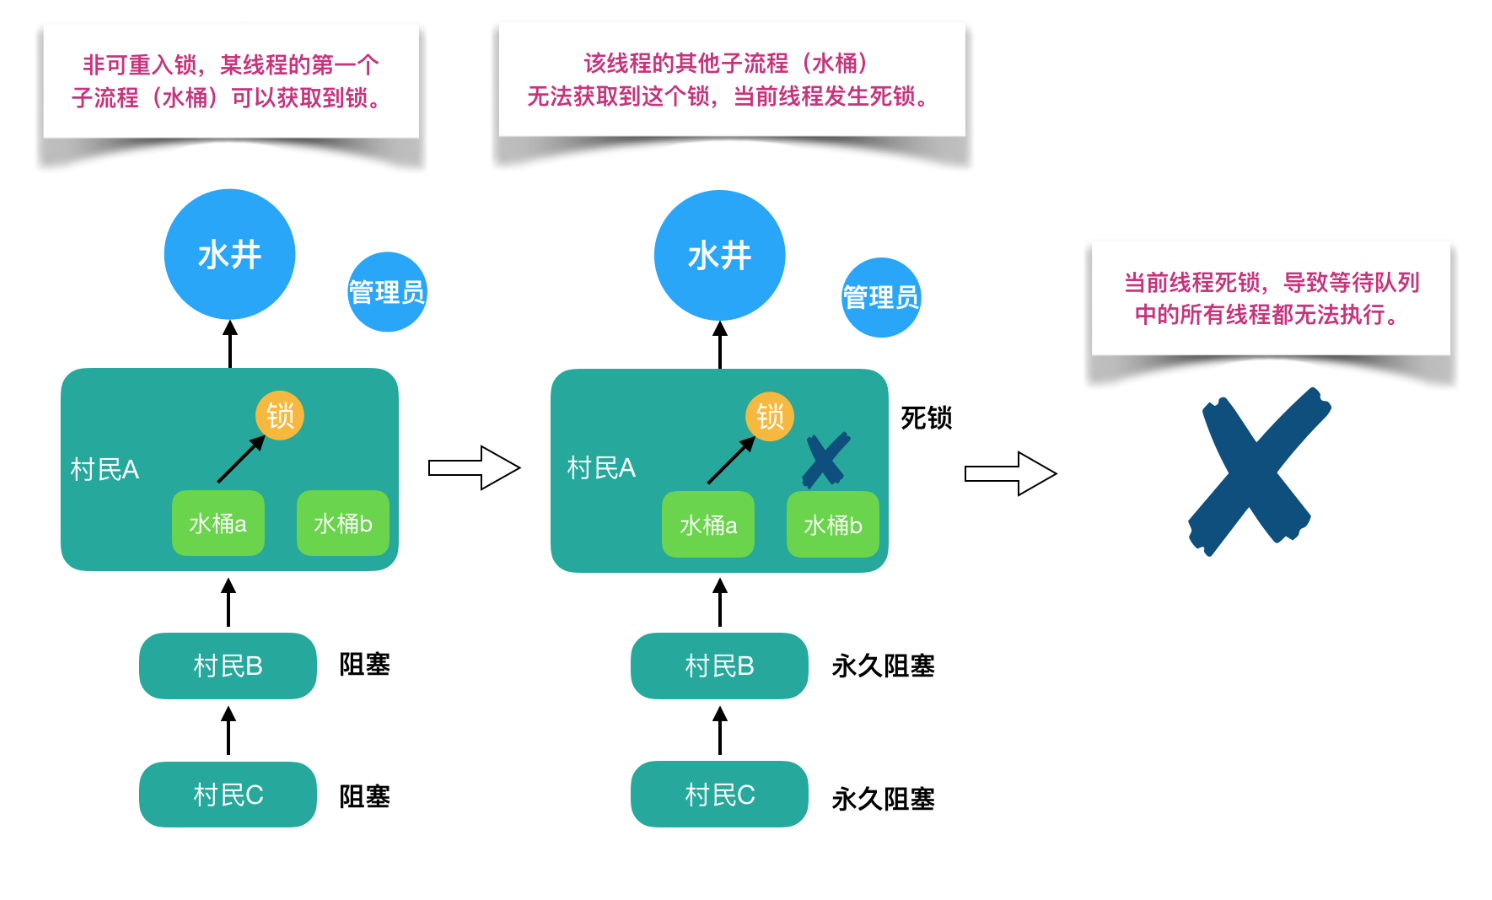 非可重入锁，某线程的第一个
子流程（水桶）可以获取到锁。
水井
管理员
锁
村民A
水桶a
水桶b
村民B
阻塞
村民C
阻塞
该线程的其他子流程（水桶）
无法获取到这个锁，当前线程发生死锁。
水井
管理员
锁
死锁
村民A
水桶a
水桶b
村民B
永久阻塞
村民C
永久阻塞
当前线程死锁，导致等待队列
中的所有线程都无法执行。